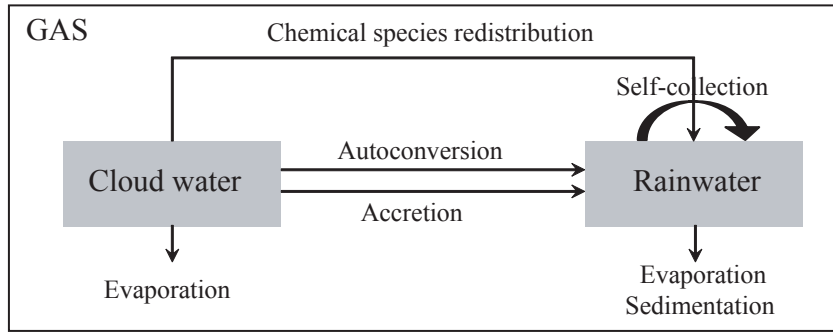 GAS
Chemical species redistribution
Self-collection
Autoconversion
Cloud water
Rainwater
Accretion
Evaporation
Evaporation
Sedimentation